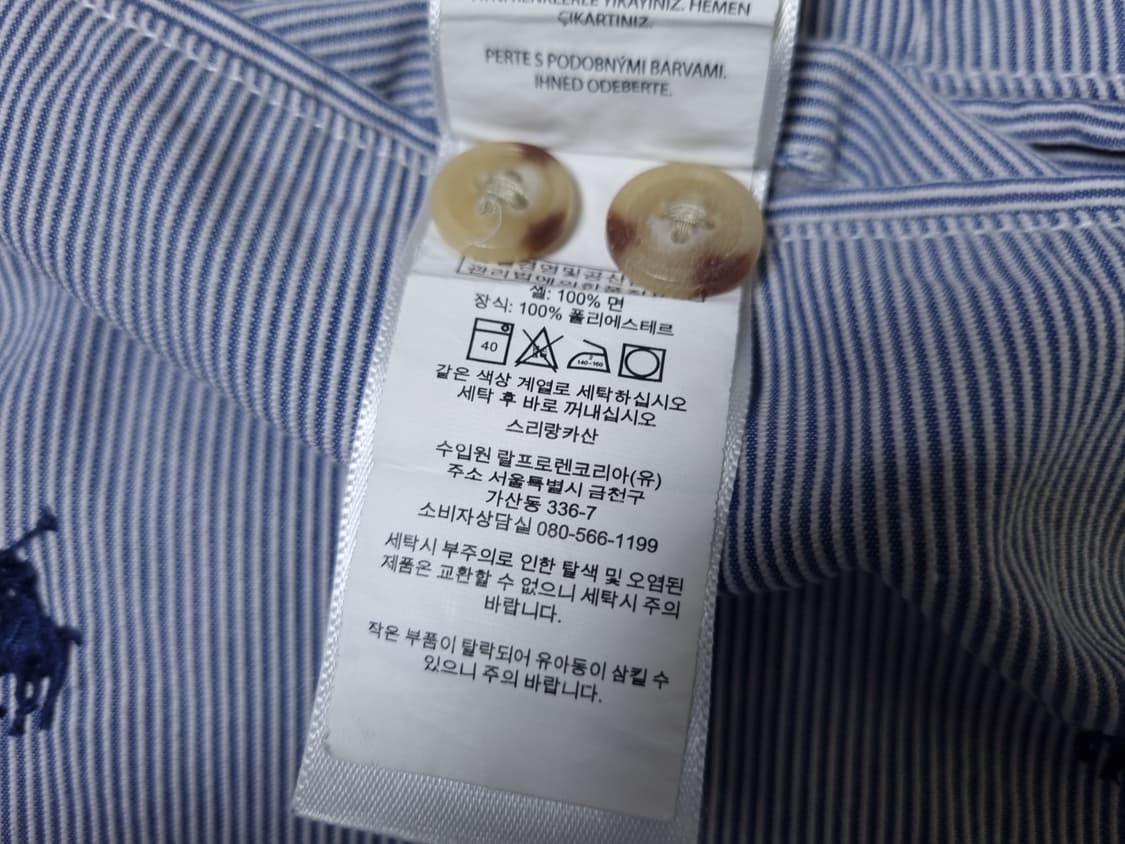 YIKAYINIZ. HEMEN
ÇIKARTINIZ.
PERTE S PODOBNÝMI BARVAMI.
IHNED ODEBERTE.
셸: 100% 면
장식: 100% 폴리에스테르
40
140-160
같은 색상 계열로 세탁하십시오
세탁 후 바로 꺼내십시오
스리랑카산
수입원 랄프로렌코리아(유)
주소 서울특별시 금천구
가산동 336-7
소비자상담실 080-566-1199
세탁시 부주의로 인한 탈색 및 오염된
제품은 교환할 수 없으니 세탁시 주의
바랍니다.
작은 부품이 탈락되어 유아동이 삼킬 수
있으니 주의 바랍니다.